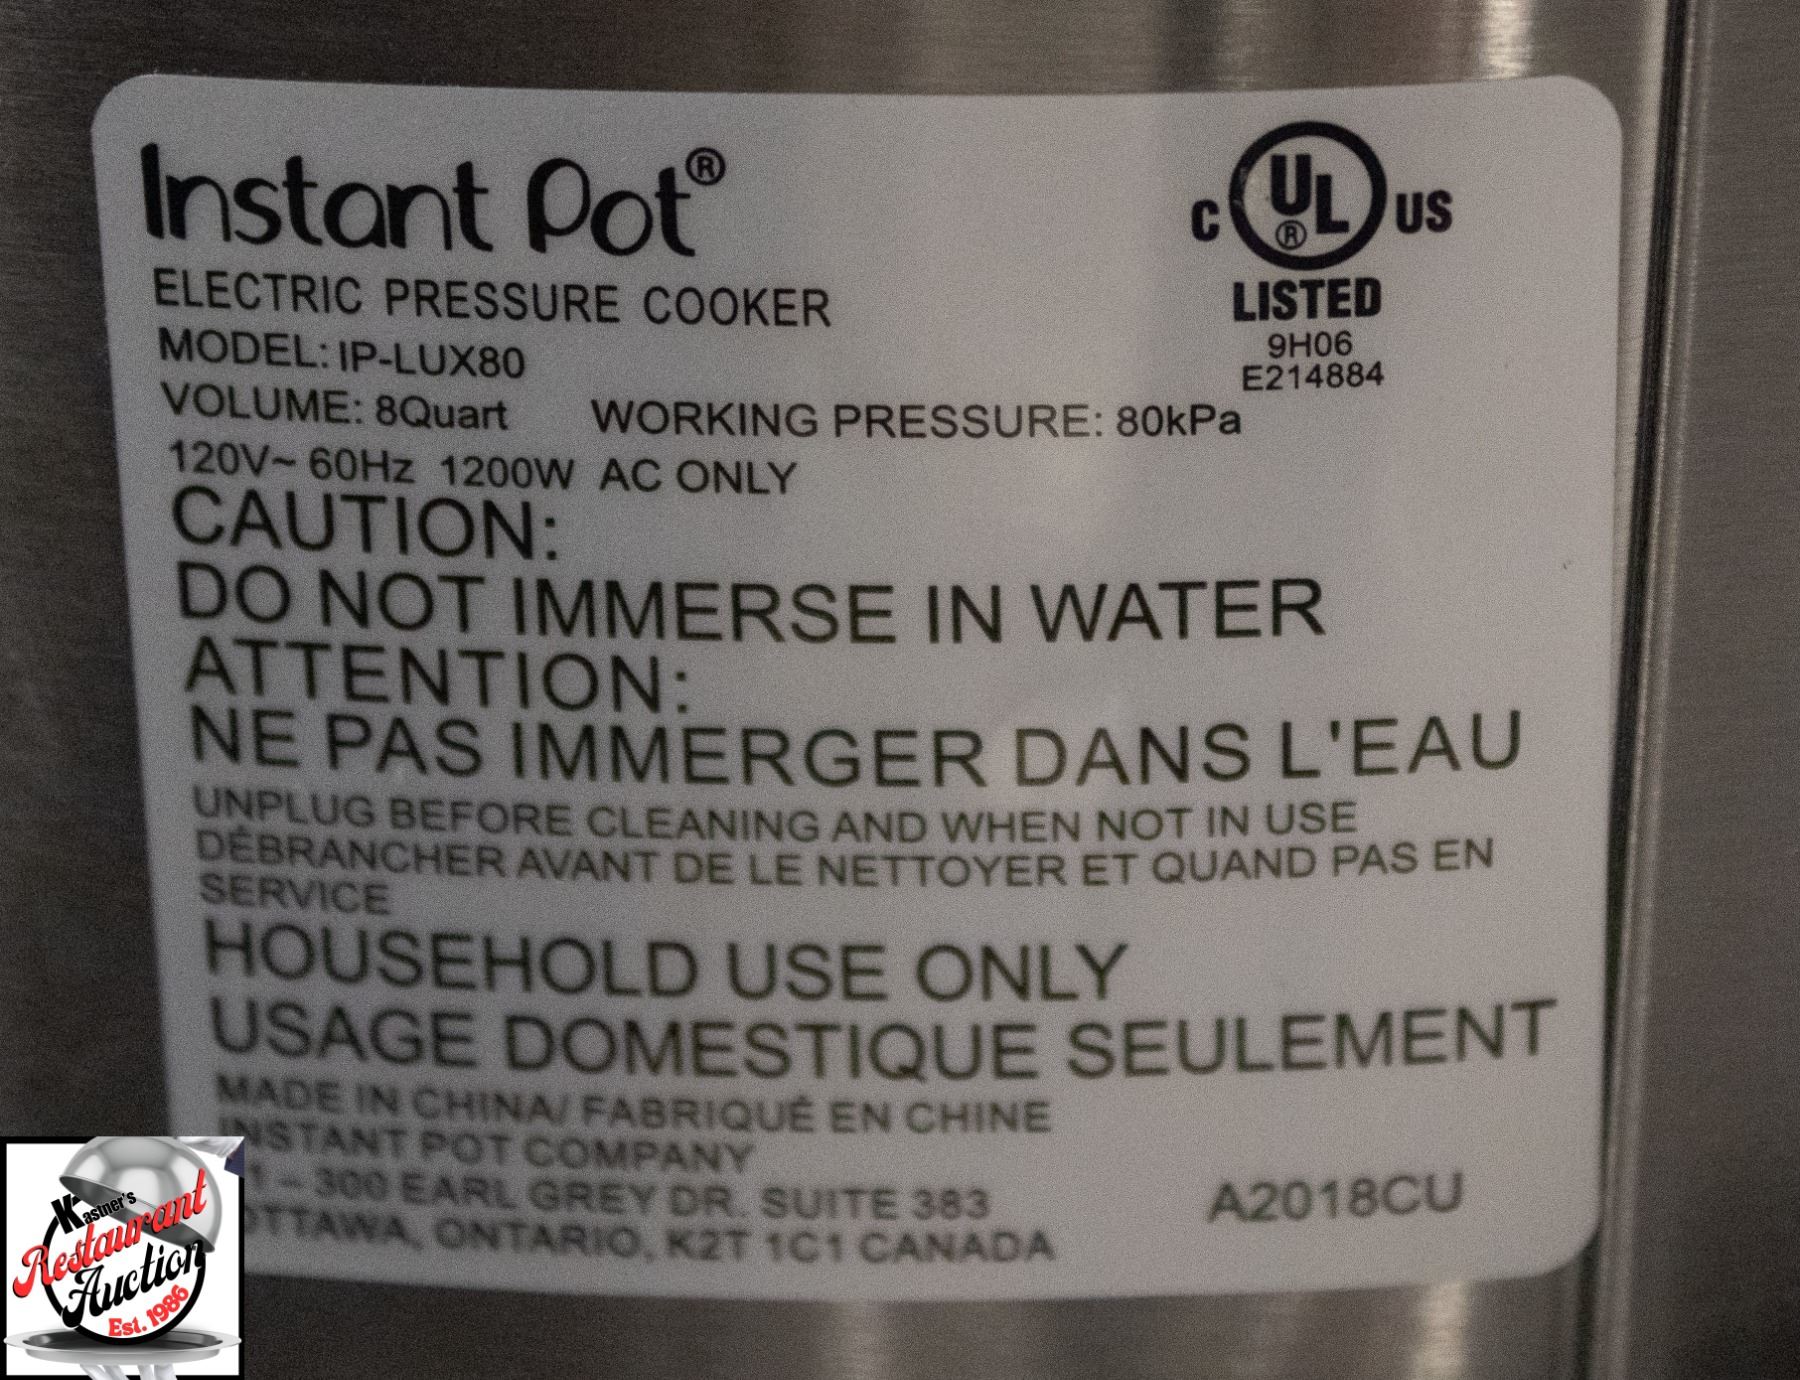 Instant Pot®
ELECTRIC PRESSURE COOKER
MODEL: IP-LUX80
VOLUME: 8Quart WORKING PRESSURE: 80kPa
120V~ 60Hz 1200W AC ONLY
C UL® US
LISTED
9H06
E214884
CAUTION:
DO NOT IMMERSE IN WATER
ATTENTION:
NE PAS IMMERGER DANS L'EAU
UNPLUG BEFORE CLEANING AND WHEN NOT IN USE
DÉBRANCHER AVANT DE LE NETTOYER ET QUAND PAS EN
SERVICE
HOUSEHOLD USE ONLY
USAGE DOMESTIQUE SEULEMENT
MADE IN CHINA/ FABRIQUÉ EN CHINE
INSTANT POT COMPANY
1 – 300 EARL GREY DR. SUITE 383
OTTAWA, ONTARIO, K2T 1C1 CANADA
A2018CU
Kastner's
Restaurant
Auction
Est. 1986